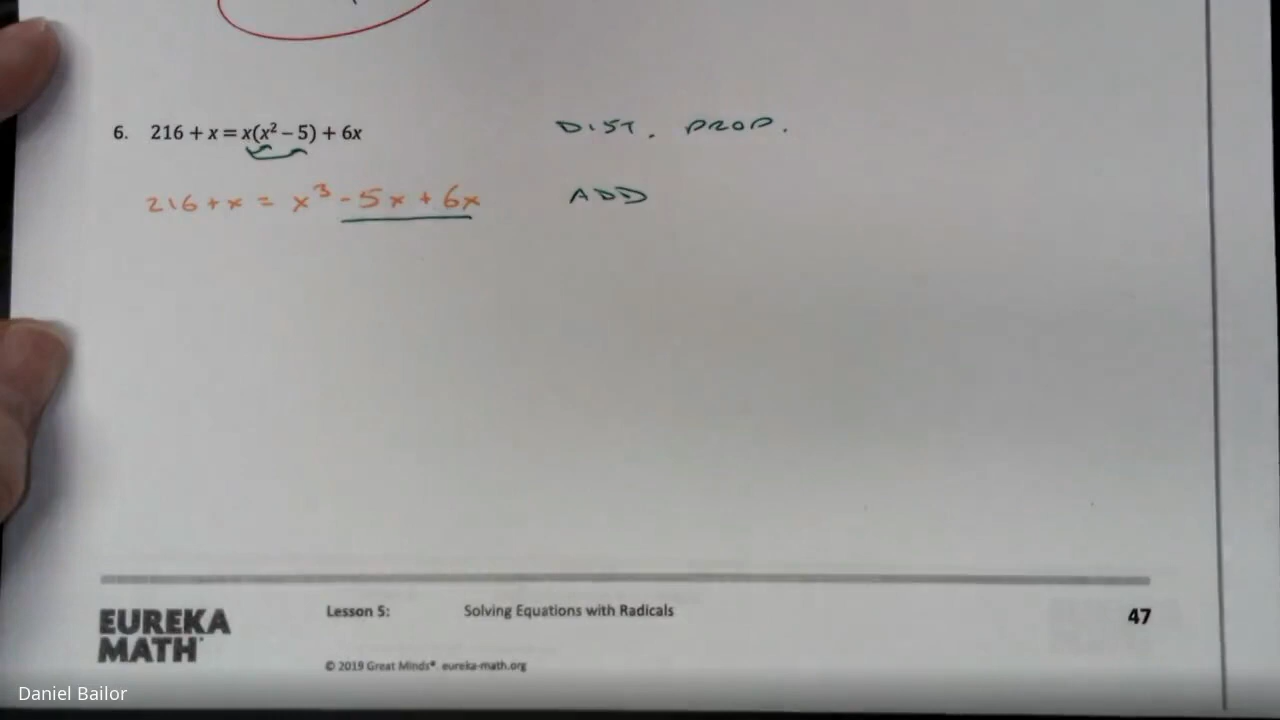 6. 216 + x = x(x² − 5) + 6x
DIST. PROP.
216 + x = x³ - 5x + 6x
ADD
EUREKA
MATH
Lesson 5:
Solving Equations with Radicals
47
© 2019 Great Minds®. eureka-math.org
Daniel Bailor